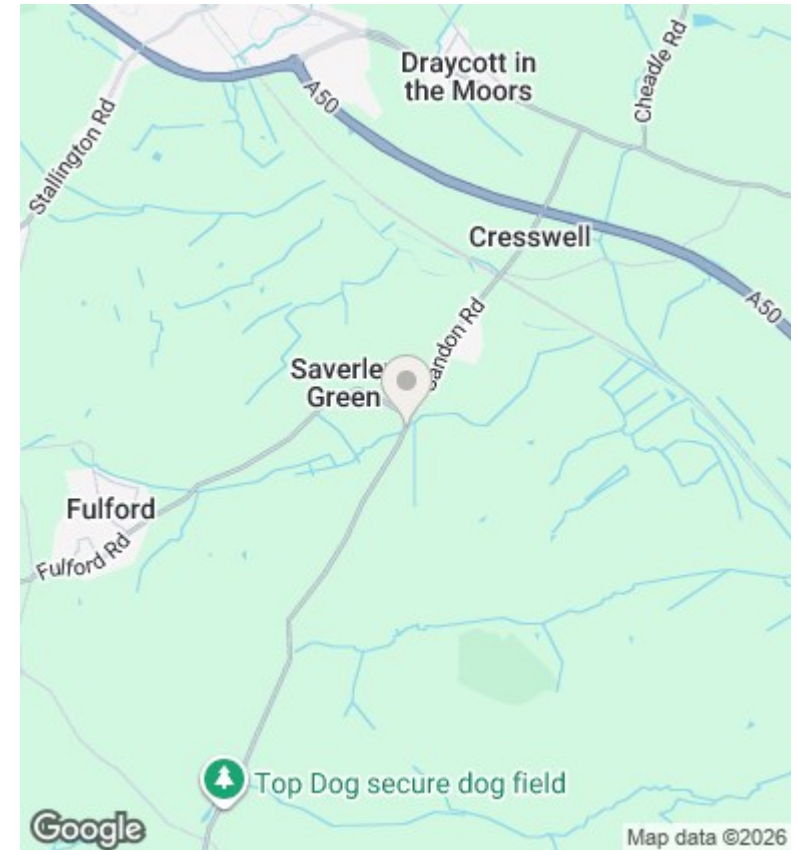 Draycott in
the Moors
Cheadle Rd
A50
Stallington Rd
Cresswell
A50
Sandon Rd
Green
Fulford
Fulford Rd
Top Dog secure dog field
Google
Map data ©2026